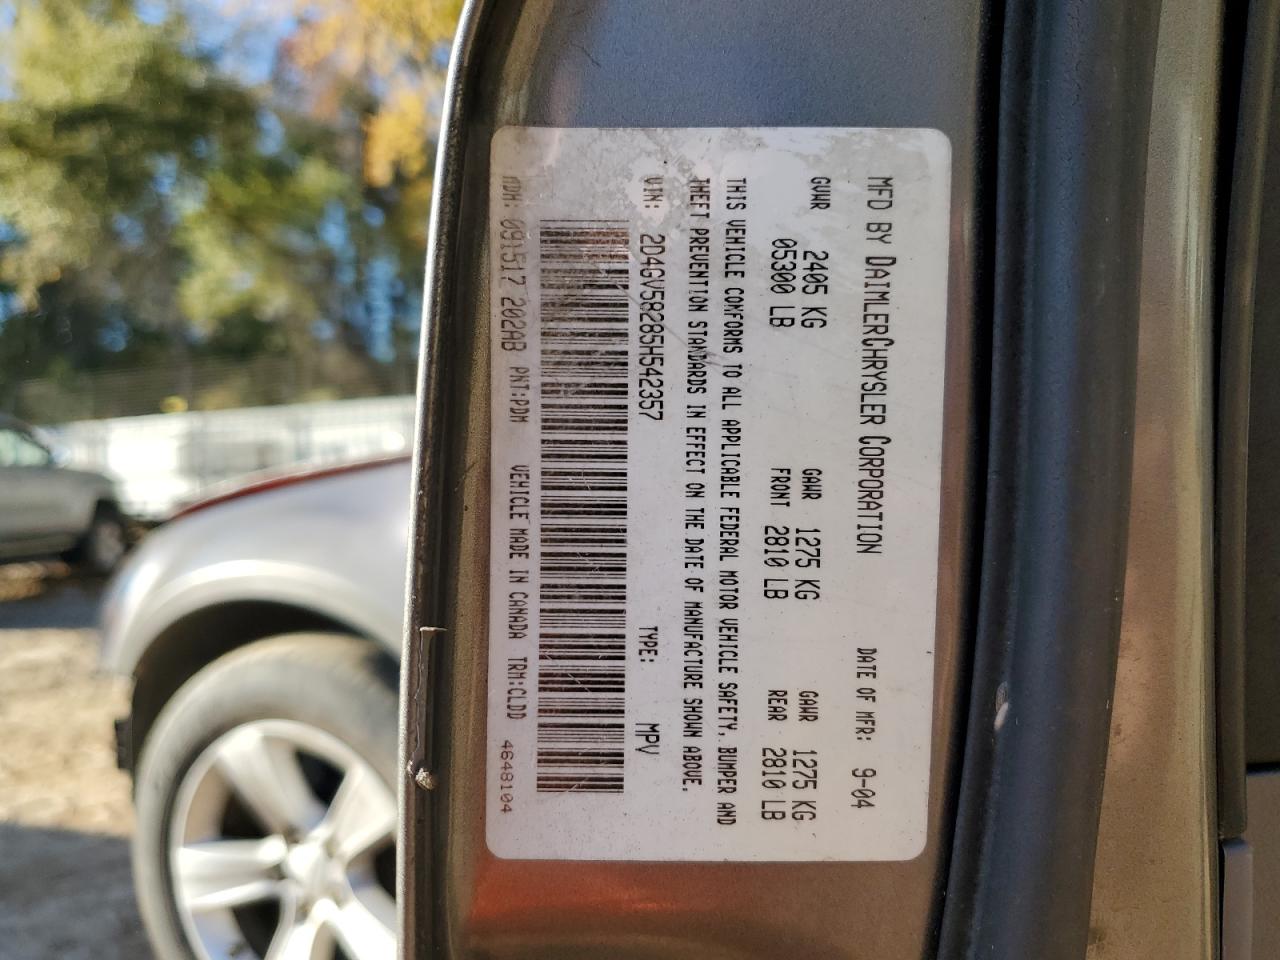 MFD BY DAIMLERCHRYSLER CORPORATION DATE OF MFR: 9-04
GVWR 2405 KG GAWR 1275 KG GAWR 1275 KG
05300 LB FRONT 2810 LB REAR 2810 LB
THIS VEHICLE CONFORMS TO ALL APPLICABLE FEDERAL MOTOR VEHICLE SAFETY, BUMPER AND
THEFT PREVENTION STANDARDS IN EFFECT ON THE DATE OF MANUFACTURE SHOWN ABOVE.
VIN: 2D4GV58285H542357 TYPE: MPV
MDH: 091517 202AB PNT:PDM VEHICLE MADE IN CANADA TRM:CLDD 4648104